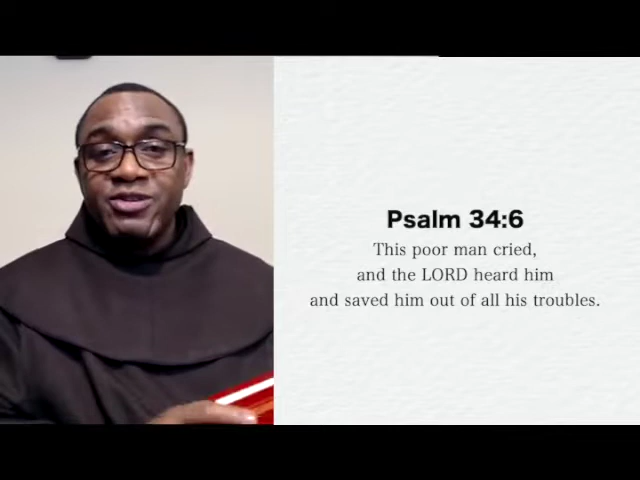 Psalm 34:6
This poor man cried,
and the LORD heard him
and saved him out of all his troubles.